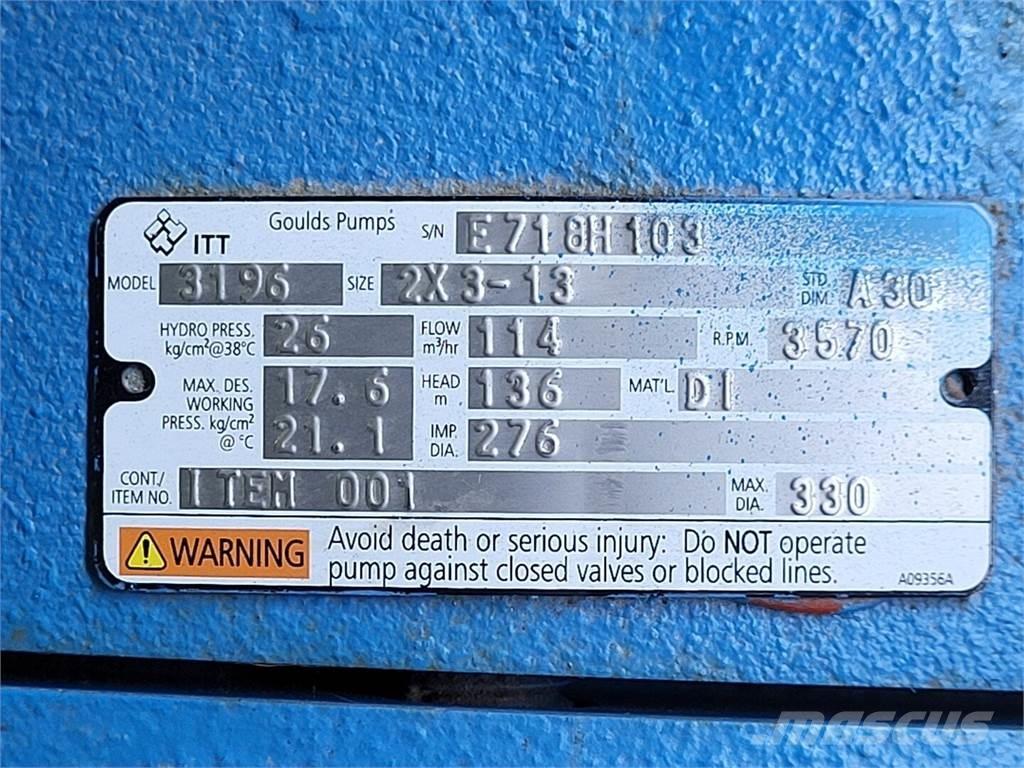 ITT Goulds Pumps S/N E718H103
MODEL 3196 SIZE 2X3-13 STD. DIM. A30
HYDRO PRESS. kg/cm²@38°C 26 FLOW m³/hr 114 R.P.M. 3570
MAX. DES. WORKING PRESS. kg/cm² @ °C 17.6 21.1 HEAD m 136 MAT'L. DI
IMP. DIA. 276
CONT./ ITEM NO. ITEM 001 MAX. DIA. 330
WARNING Avoid death or serious injury: Do NOT operate
pump against closed valves or blocked lines.
A09356A
mascus